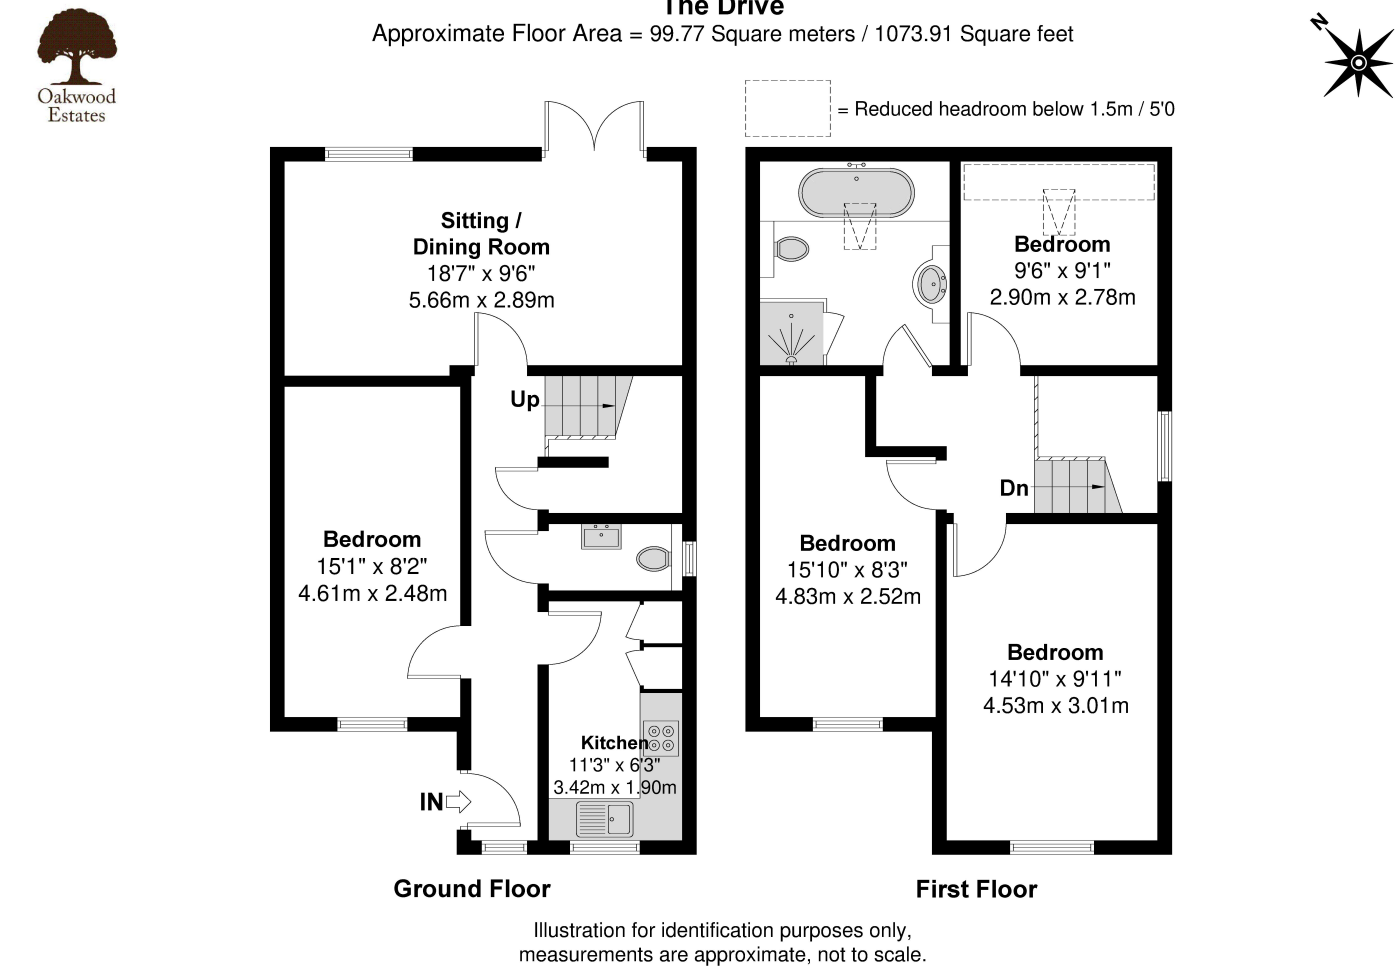 The Drive
Approximate Floor Area = 99.77 Square meters / 1073.91 Square feet
N
Oakwood
Estates
= Reduced headroom below 1.5m / 5'0
Sitting /
Dining Room
18'7" x 9'6"
5.66m x 2.89m
Up
Bedroom
15'1" x 8'2"
4.61m x 2.48m
Kitchen
11'3" x 6'3"
3.42m x 1.90m
IN
Ground Floor
Bedroom
9'6" x 9'1"
2.90m x 2.78m
Dn
Bedroom
15'10" x 8'3"
4.83m x 2.52m
Bedroom
14'10" x 9'11"
4.53m x 3.01m
First Floor
Illustration for identification purposes only,
measurements are approximate, not to scale.